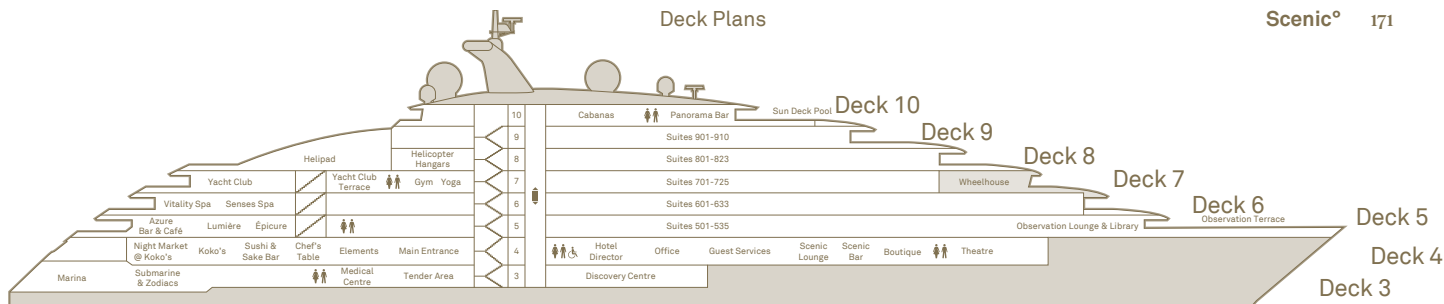 Deck Plans
Scenic° 171
10 Cabanas Panorama Bar Sun Deck Pool Deck 10
9 Suites 901-910 Deck 9
Helipad Helicopter Hangars 8 Suites 801-823 Deck 8
Yacht Club Yacht Club Terrace Gym Yoga 7 Suites 701-725 Wheelhouse Deck 7
Vitality Spa Senses Spa 6 Suites 601-633 Deck 6
Azure Bar & Café Lumière Épicure 5 Suites 501-535 Observation Lounge & Library Observation Terrace Deck 5
Night Market @ Koko's Koko's Sushi & Sake Bar Chef's Table Elements Main Entrance 4 Hotel Director Office Guest Services Scenic Lounge Scenic Bar Boutique Theatre Deck 4
Marina Submarine & Zodiacs Medical Centre Tender Area 3 Discovery Centre Deck 3